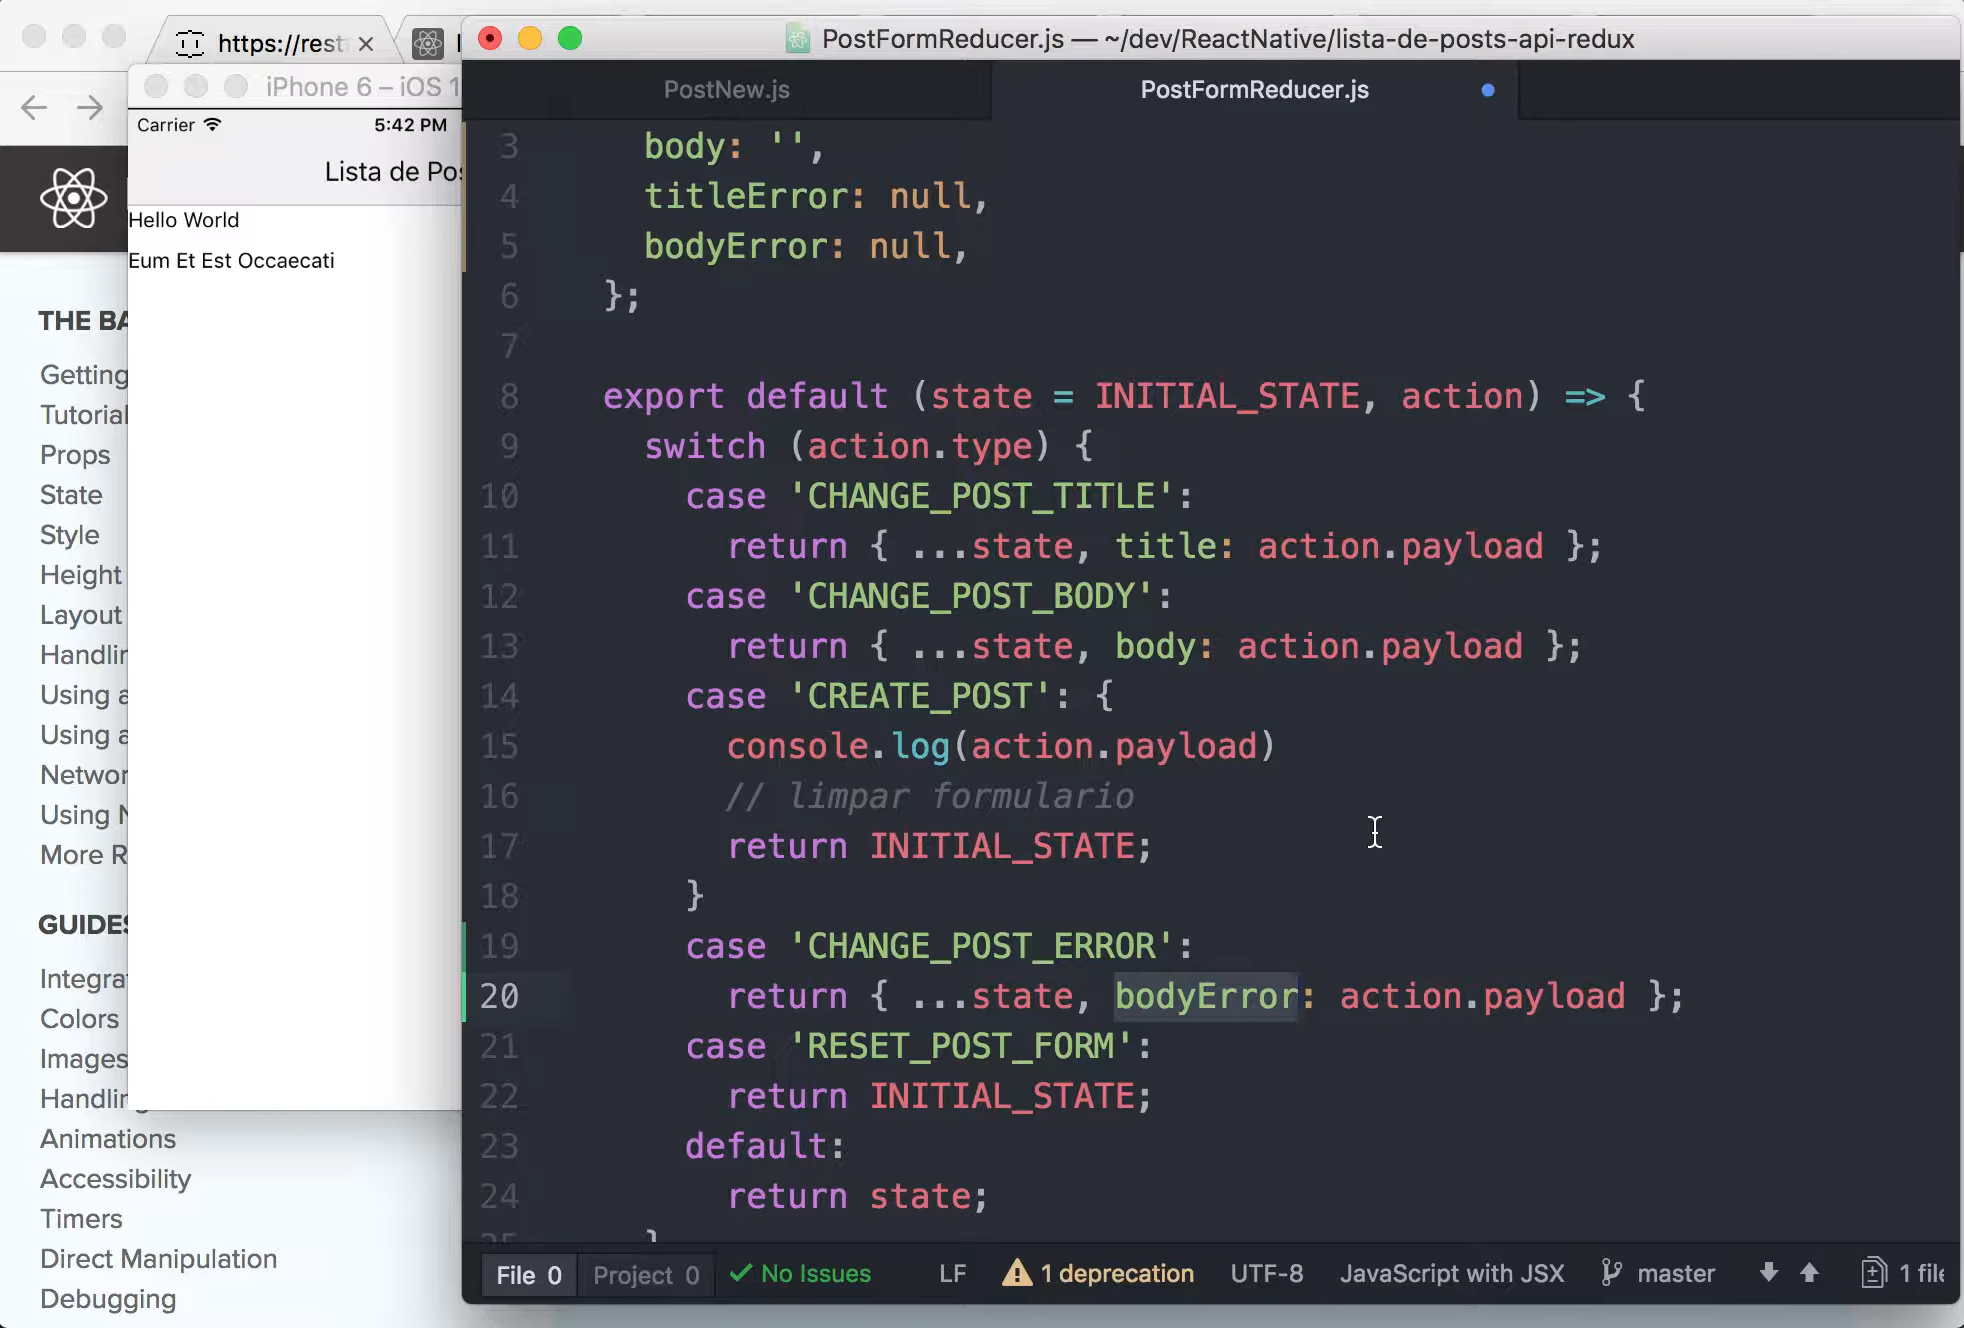 https://rest
iPhone 6 – iOS 1
Carrier
5:42 PM
Lista de Pos
Hello World
Eum Et Est Occaecati
THE BA
Getting
Tutorial
Props
State
Style
Height
Layout
Handlin
Using a
Using a
Networ
Using N
More R
GUIDES
Integra
Colors
Images
Handling
Animations
Accessibility
Timers
Direct Manipulation
Debugging
PostFormReducer.js — ~/dev/ReactNative/lista-de-posts-api-redux
PostNew.js
PostFormReducer.js
3 body: '',
4 titleError: null,
5 bodyError: null,
6 };
7
8 export default (state = INITIAL_STATE, action) => {
9 switch (action.type) {
10 case 'CHANGE_POST_TITLE':
11 return { ...state, title: action.payload };
12 case 'CHANGE_POST_BODY':
13 return { ...state, body: action.payload };
14 case 'CREATE_POST': {
15 console.log(action.payload)
16 // limpar formulario
17 return INITIAL_STATE;
18 }
19 case 'CHANGE_POST_ERROR':
20 return { ...state, bodyError: action.payload };
21 case 'RESET_POST_FORM':
22 return INITIAL_STATE;
23 default:
24 return state;
25 }
File 0 Project 0 No Issues LF 1 deprecation UTF-8 JavaScript with JSX master 1 file